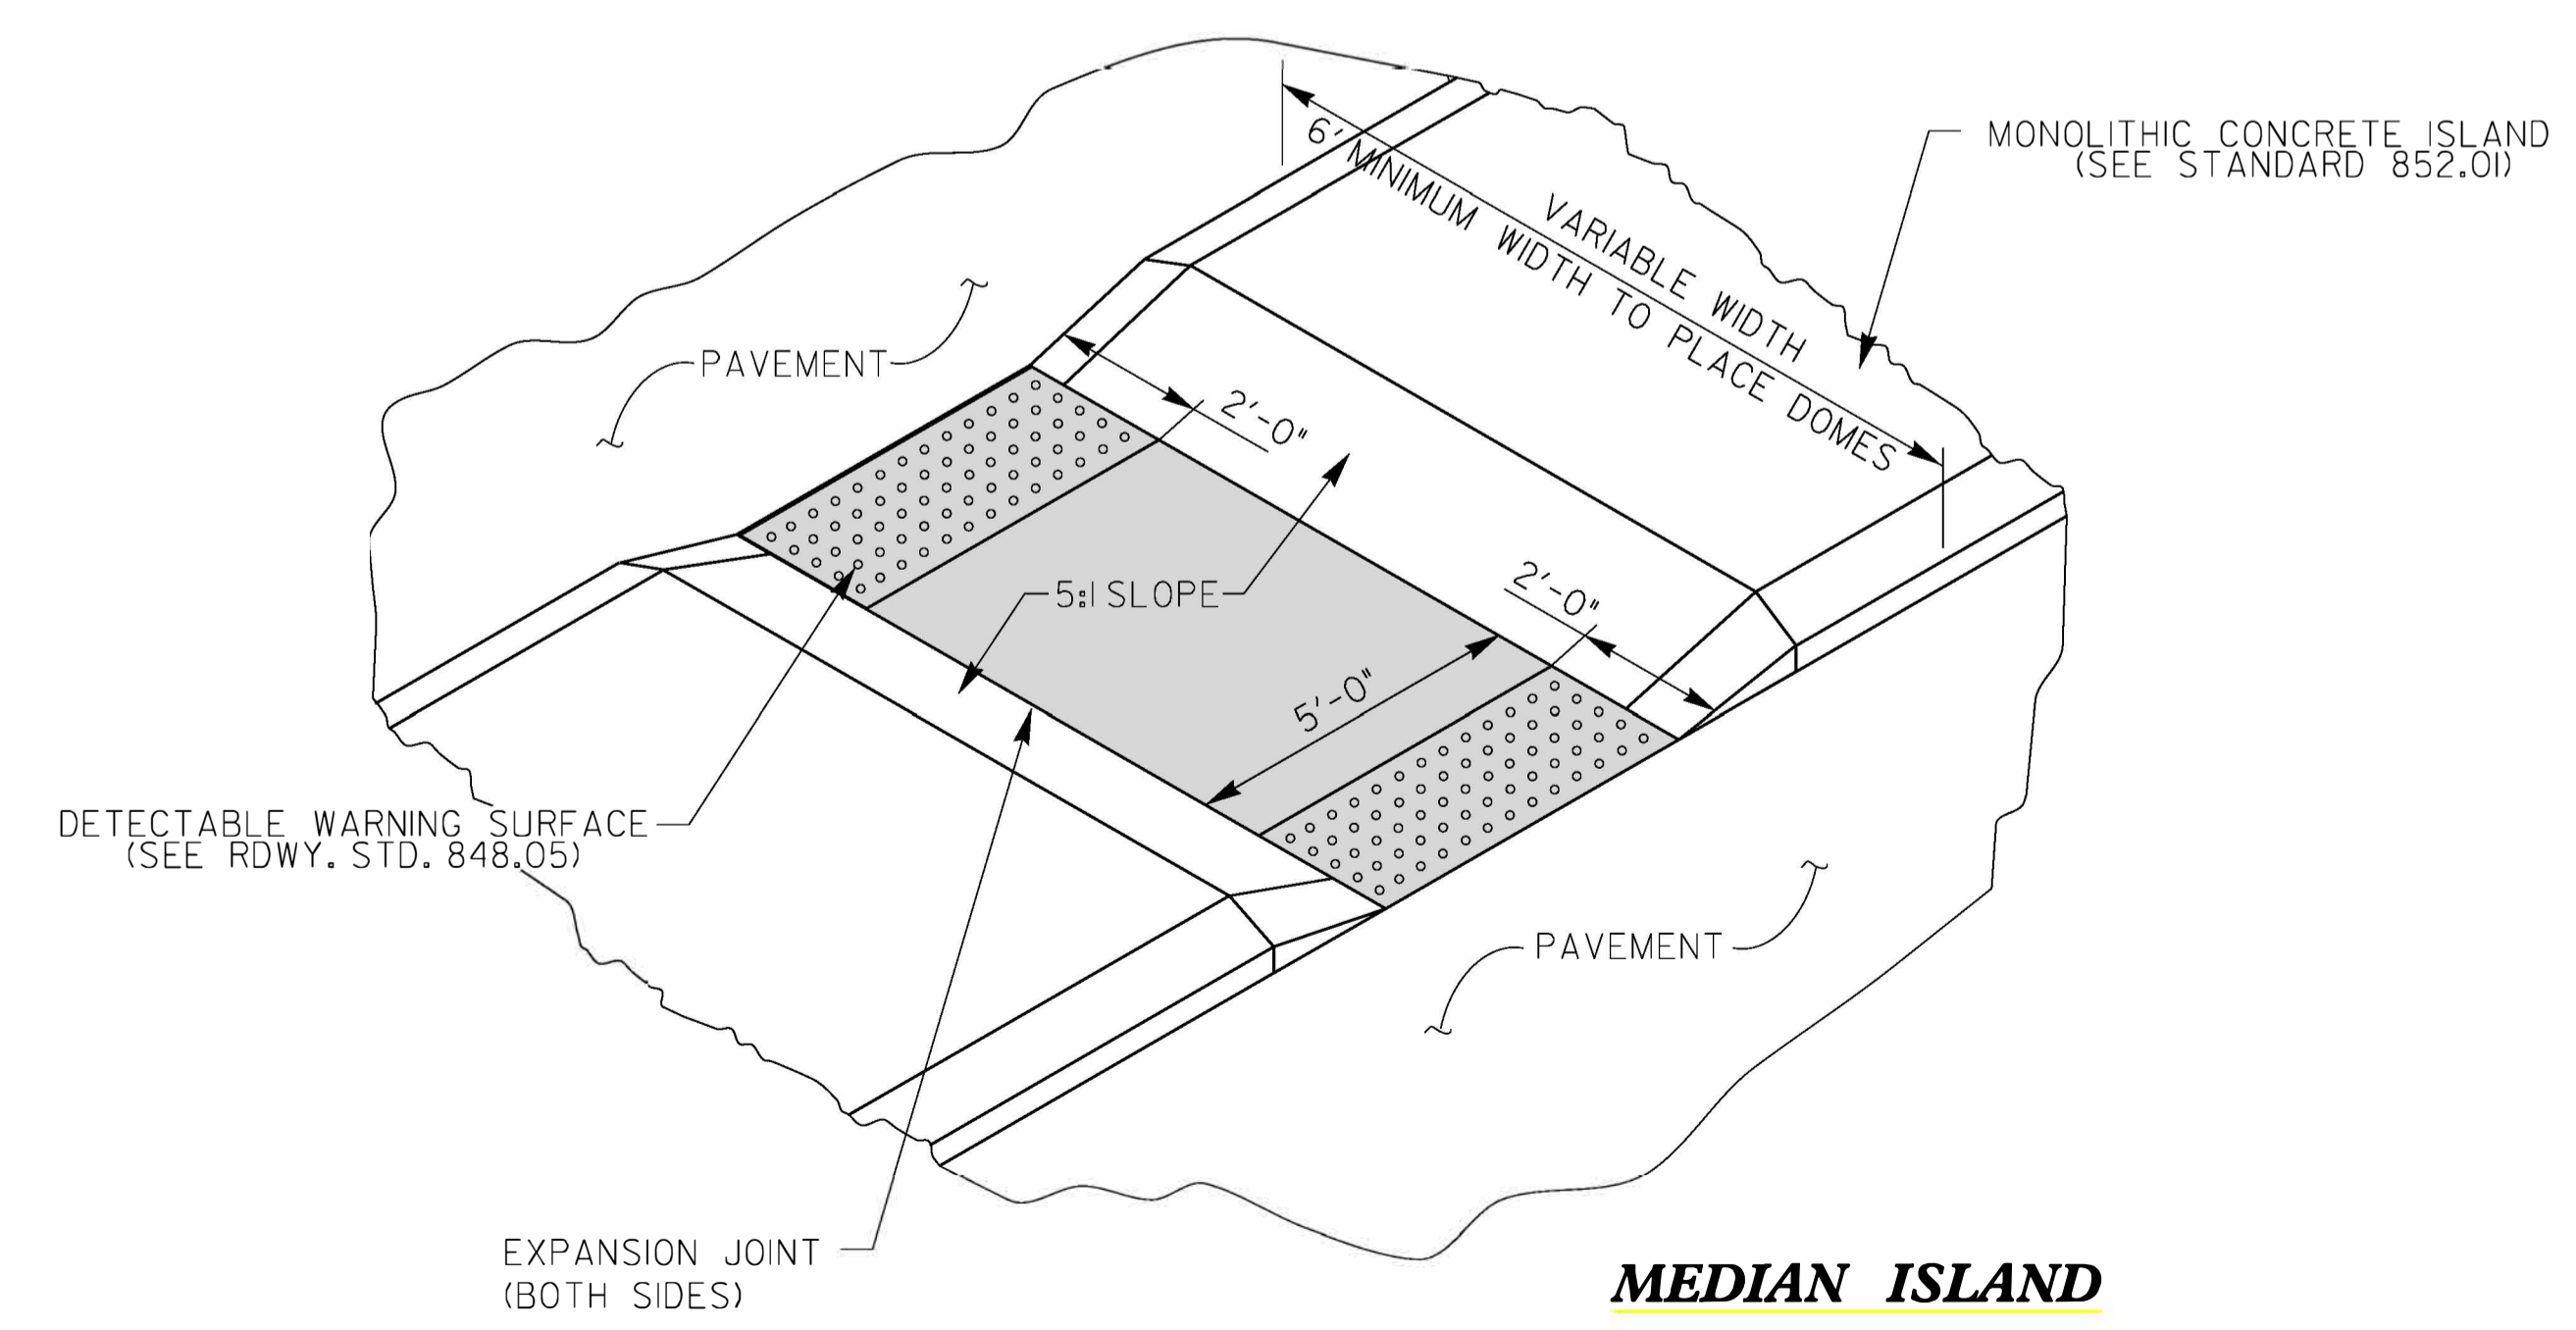 MONOLITHIC CONCRETE ISLAND
(SEE STANDARD 852.01)
VARIABLE WIDTH
6' MINIMUM WIDTH TO PLACE DOMES
PAVEMENT
2'-0"
5:1 SLOPE
2'-0"
5'-0"
DETECTABLE WARNING SURFACE
(SEE RDWY. STD. 848.05)
PAVEMENT
EXPANSION JOINT
(BOTH SIDES)
MEDIAN ISLAND